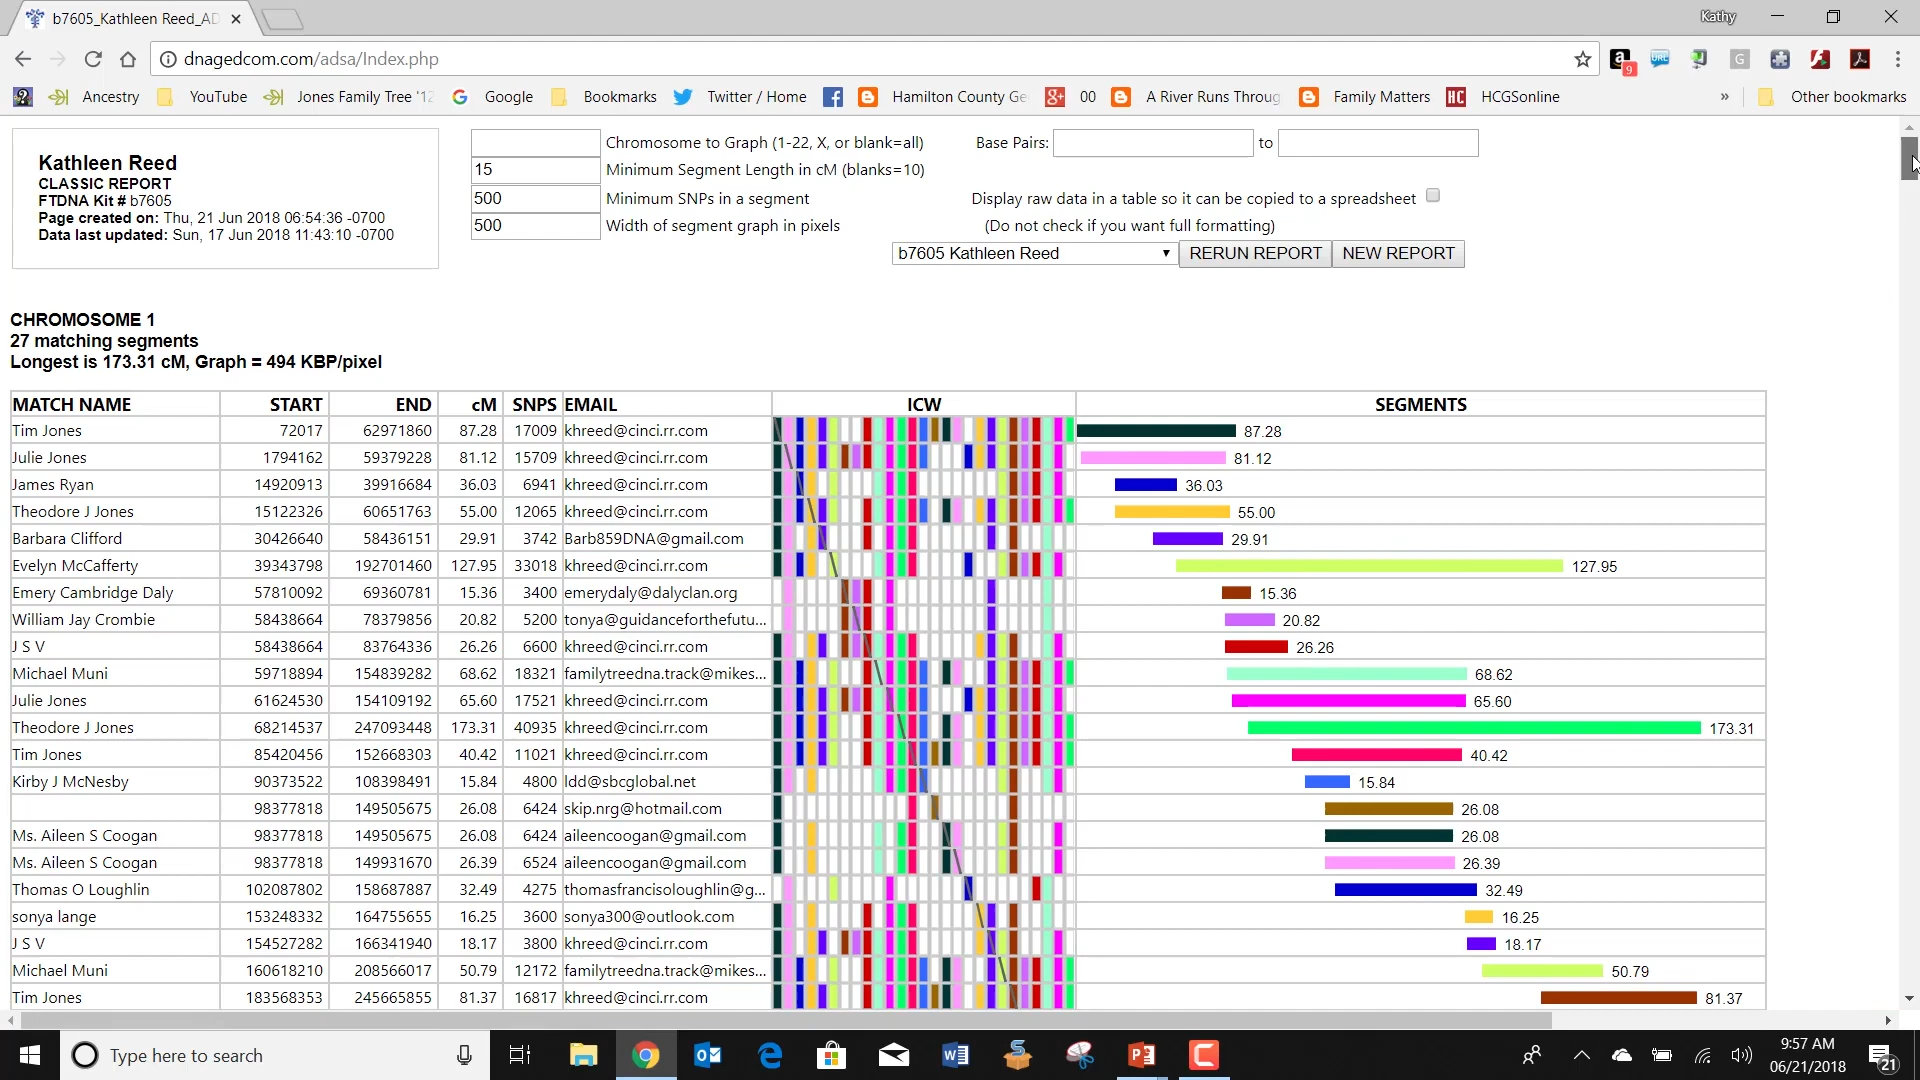 b7605_Kathleen Reed_AD
Kathy
dnagedcom.com/adsa/Index.php
9
Ancestry YouTube Jones Family Tree '12 Google Bookmarks Twitter / Home 00 A River Runs Throug Family Matters HCGSonline » Other bookmarks
Kathleen Reed
CLASSIC REPORT
FTDNA Kit # b7605
Page created on: Thu, 21 Jun 2018 06:54:36 -0700
Data last updated: Sun, 17 Jun 2018 11:43:10 -0700
Chromosome to Graph (1-22, X, or blank=all) Base Pairs: to
15 Minimum Segment Length in cM (blanks=10)
500 Minimum SNPs in a segment Display raw data in a table so it can be copied to a spreadsheet
500 Width of segment graph in pixels (Do not check if you want full formatting)
b7605 Kathleen Reed RERUN REPORT NEW REPORT
CHROMOSOME 1
27 matching segments
Longest is 173.31 cM, Graph = 494 KBP/pixel
MATCH NAME START END cM SNPS EMAIL ICW SEGMENTS
Tim Jones 72017 62971860 87.28 17009 khreed@cinci.rr.com 87.28
Julie Jones 1794162 59379228 81.12 15709 khreed@cinci.rr.com 81.12
James Ryan 14920913 39916684 36.03 6941 khreed@cinci.rr.com 36.03
Theodore J Jones 15122326 60651763 55.00 12065 khreed@cinci.rr.com 55.00
Barbara Clifford 30426640 58436151 29.91 3742 Barb859DNA@gmail.com 29.91
Evelyn McCafferty 39343798 192701460 127.95 33018 khreed@cinci.rr.com 127.95
Emery Cambridge Daly 57810092 69360781 15.36 3400 emerydaly@dalyclan.org 15.36
William Jay Crombie 58438664 78379856 20.82 5200 tonya@guidanceforthefutu... 20.82
J S V 58438664 83764336 26.26 6600 khreed@cinci.rr.com 26.26
Michael Muni 59718894 154839282 68.62 18321 familytreedna.track@mikes... 68.62
Julie Jones 61624530 154109192 65.60 17521 khreed@cinci.rr.com 65.60
Theodore J Jones 68214537 247093448 173.31 40935 khreed@cinci.rr.com 173.31
Tim Jones 85420456 152668303 40.42 11021 khreed@cinci.rr.com 40.42
Kirby J McNesby 90373522 108398491 15.84 4800 ldd@sbcglobal.net 15.84
98377818 149505675 26.08 6424 skip.nrg@hotmail.com 26.08
Ms. Aileen S Coogan 98377818 149505675 26.08 6424 aileencoogan@gmail.com 26.08
Ms. Aileen S Coogan 98377818 149931670 26.39 6524 aileencoogan@gmail.com 26.39
Thomas O Loughlin 102087802 158687887 32.49 4275 thomasfrancisoloughlin@g... 32.49
sonya lange 153248332 164755655 16.25 3600 sonya300@outlook.com 16.25
J S V 154527282 166341940 18.17 3800 khreed@cinci.rr.com 18.17
Michael Muni 160618210 208566017 50.79 12172 familytreedna.track@mikes... 50.79
Tim Jones 183568353 245665855 81.37 16817 khreed@cinci.rr.com 81.37
Type here to search
9:57 AM
06/21/2018
21